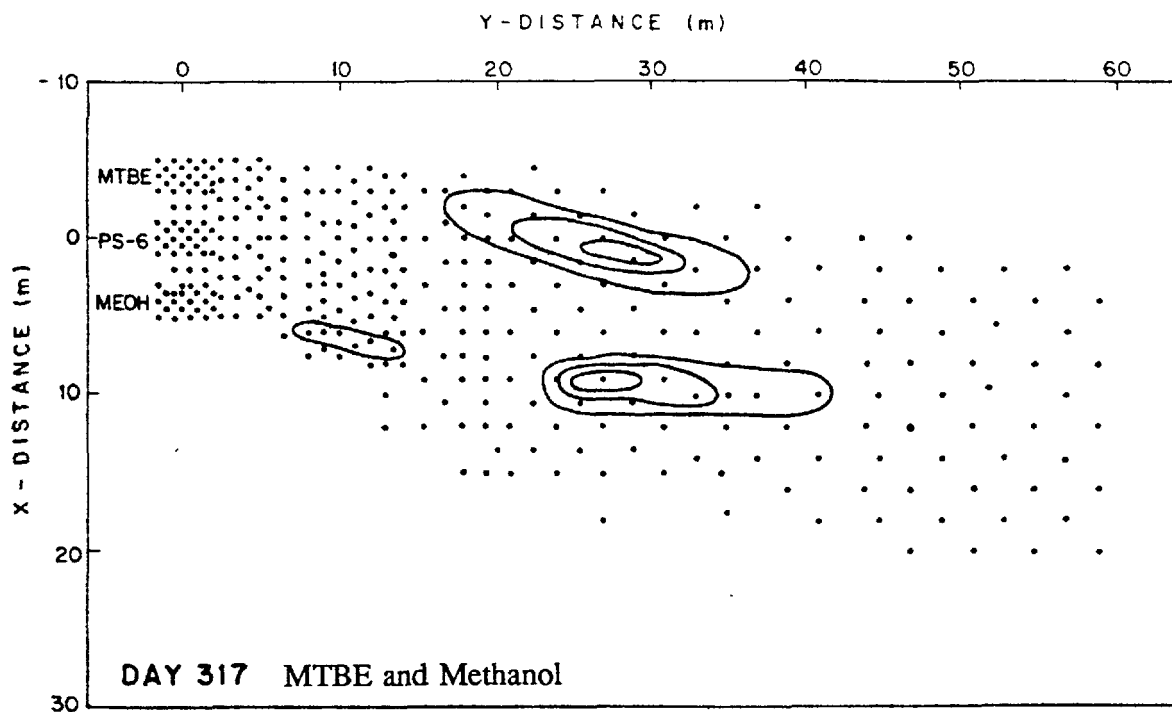 Y-DISTANCE (m)
-10 0 10 20 30 40 50 60
MTBE
0 PS-6
MEOH
10
20
30
X-DISTANCE (m)
DAY 317 MTBE and Methanol